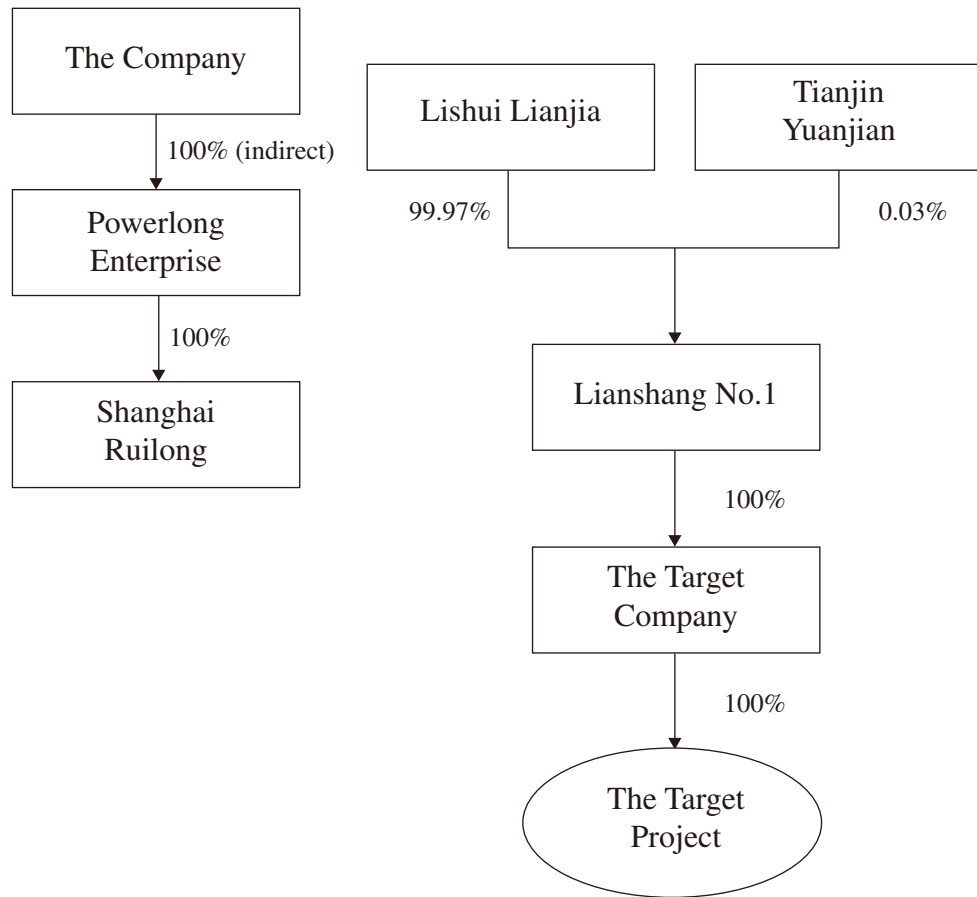 The Company
100% (indirect)
Powerlong
Enterprise
100%
Shanghai
Ruilong
Lishui Lianjia
Tianjin
Yuanjian
99.97%
0.03%
Lianshang No.1
100%
The Target
Company
100%
The Target
Project